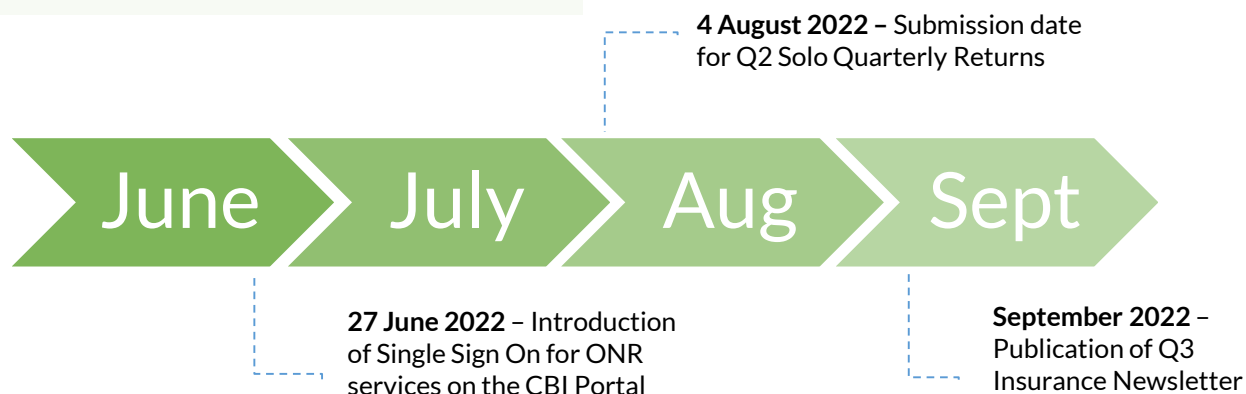 4 August 2022 – Submission date
for Q2 Solo Quarterly Returns
June
July
Aug
Sept
27 June 2022 – Introduction
of Single Sign On for ONR
services on the CBI Portal
September 2022 –
Publication of Q3
Insurance Newsletter